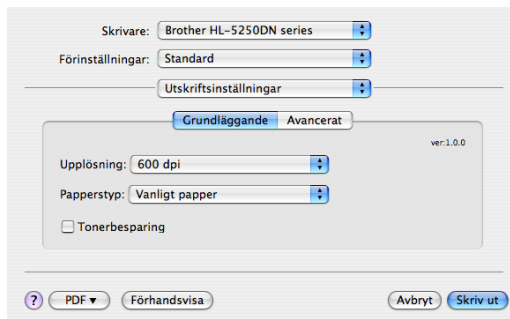 Skrivare: Brother HL-5250DN series
Förinställningar: Standard
Utskriftsinställningar
Grundläggande Avancerat
ver:1.0.0
Upplösning: 600 dpi
Papperstyp: Vanligt papper
Tonerbesparing
? PDF ▼ Förhandsvisa Avbryt Skriv ut